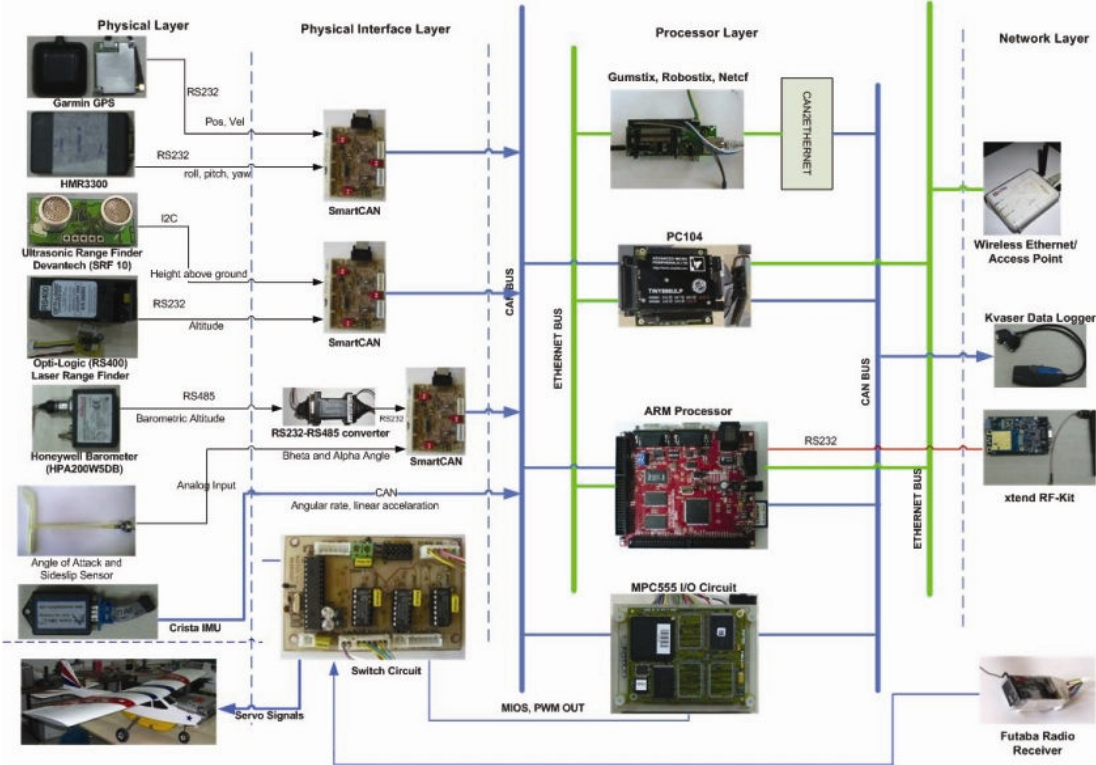 Physical Layer
Physical Interface Layer
Processor Layer
Network Layer
Garmin GPS
RS232
Pos, Vel
HMR3300
RS232
roll, pitch, yaw
SmartCAN
I2C
Ultrasonic Range Finder
Devantech (SRF 10)
Height above ground
RS400
RS232
Altitude
SmartCAN
Opti-Logic (RS400)
Laser Range Finder
RS485
Barometric Altitude
RS232-RS485 converter
RS232
SmartCAN
Honeywell Barometer
(HPA200W5DB)
Bheta and Alpha Angle
Analog Input
CAN
Angular rate, linear accelaration
Angle of Attack and
Sideslip Sensor
Crista IMU
Switch Circuit
Servo Signals
CAN BUS
ETHERNET BUS
Gumstix, Robostix, Netcf
CAN2ETHERNET
PC104
ARM Processor
RS232
MPC555 I/O Circuit
MIOS, PWM OUT
CAN BUS
ETHERNET BUS
Wireless Ethernet/
Access Point
Kvaser Data Logger
xtend RF-Kit
Futaba Radio
Receiver